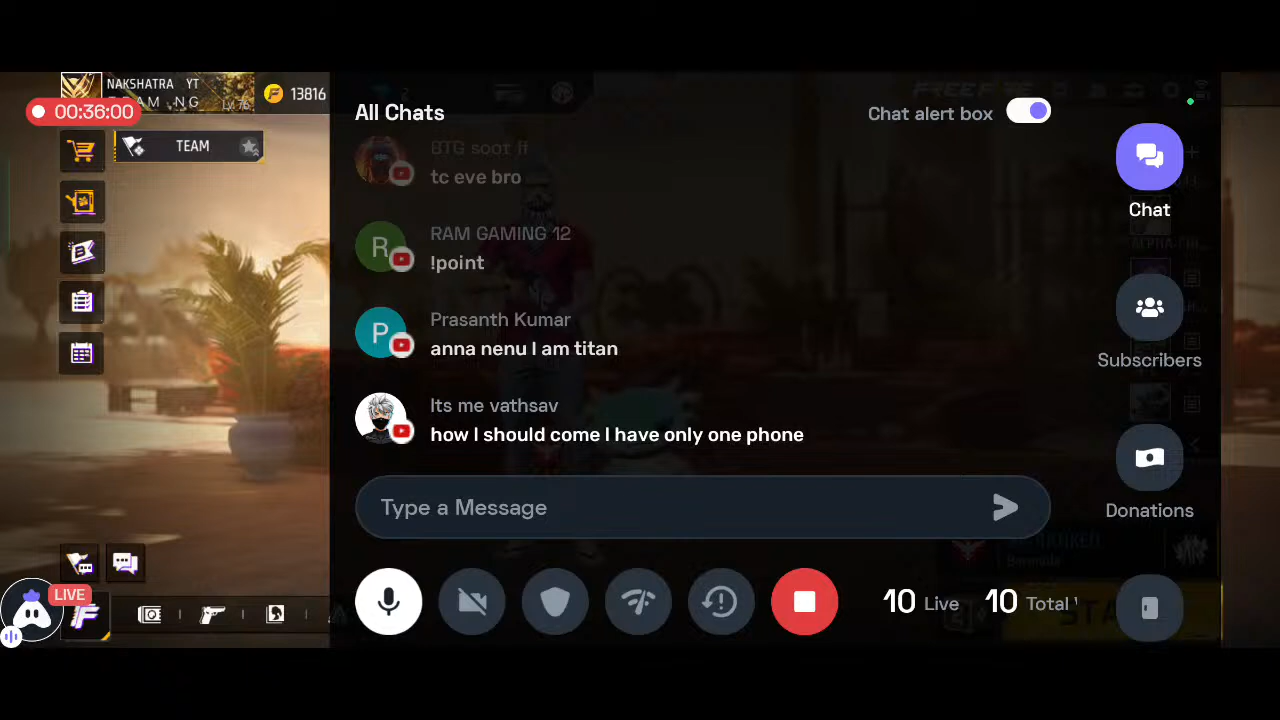 NAKSHATRA YT
13816
00:36:00
TEAM
All Chats
Chat alert box
BTG soot ff
tc eve bro
RAM GAMING 12
!point
Prasanth Kumar
anna nenu I am titan
Its me vathsav
how I should come I have only one phone
Type a Message
Chat
Subscribers
Donations
LIVE
10 Live
10 Total